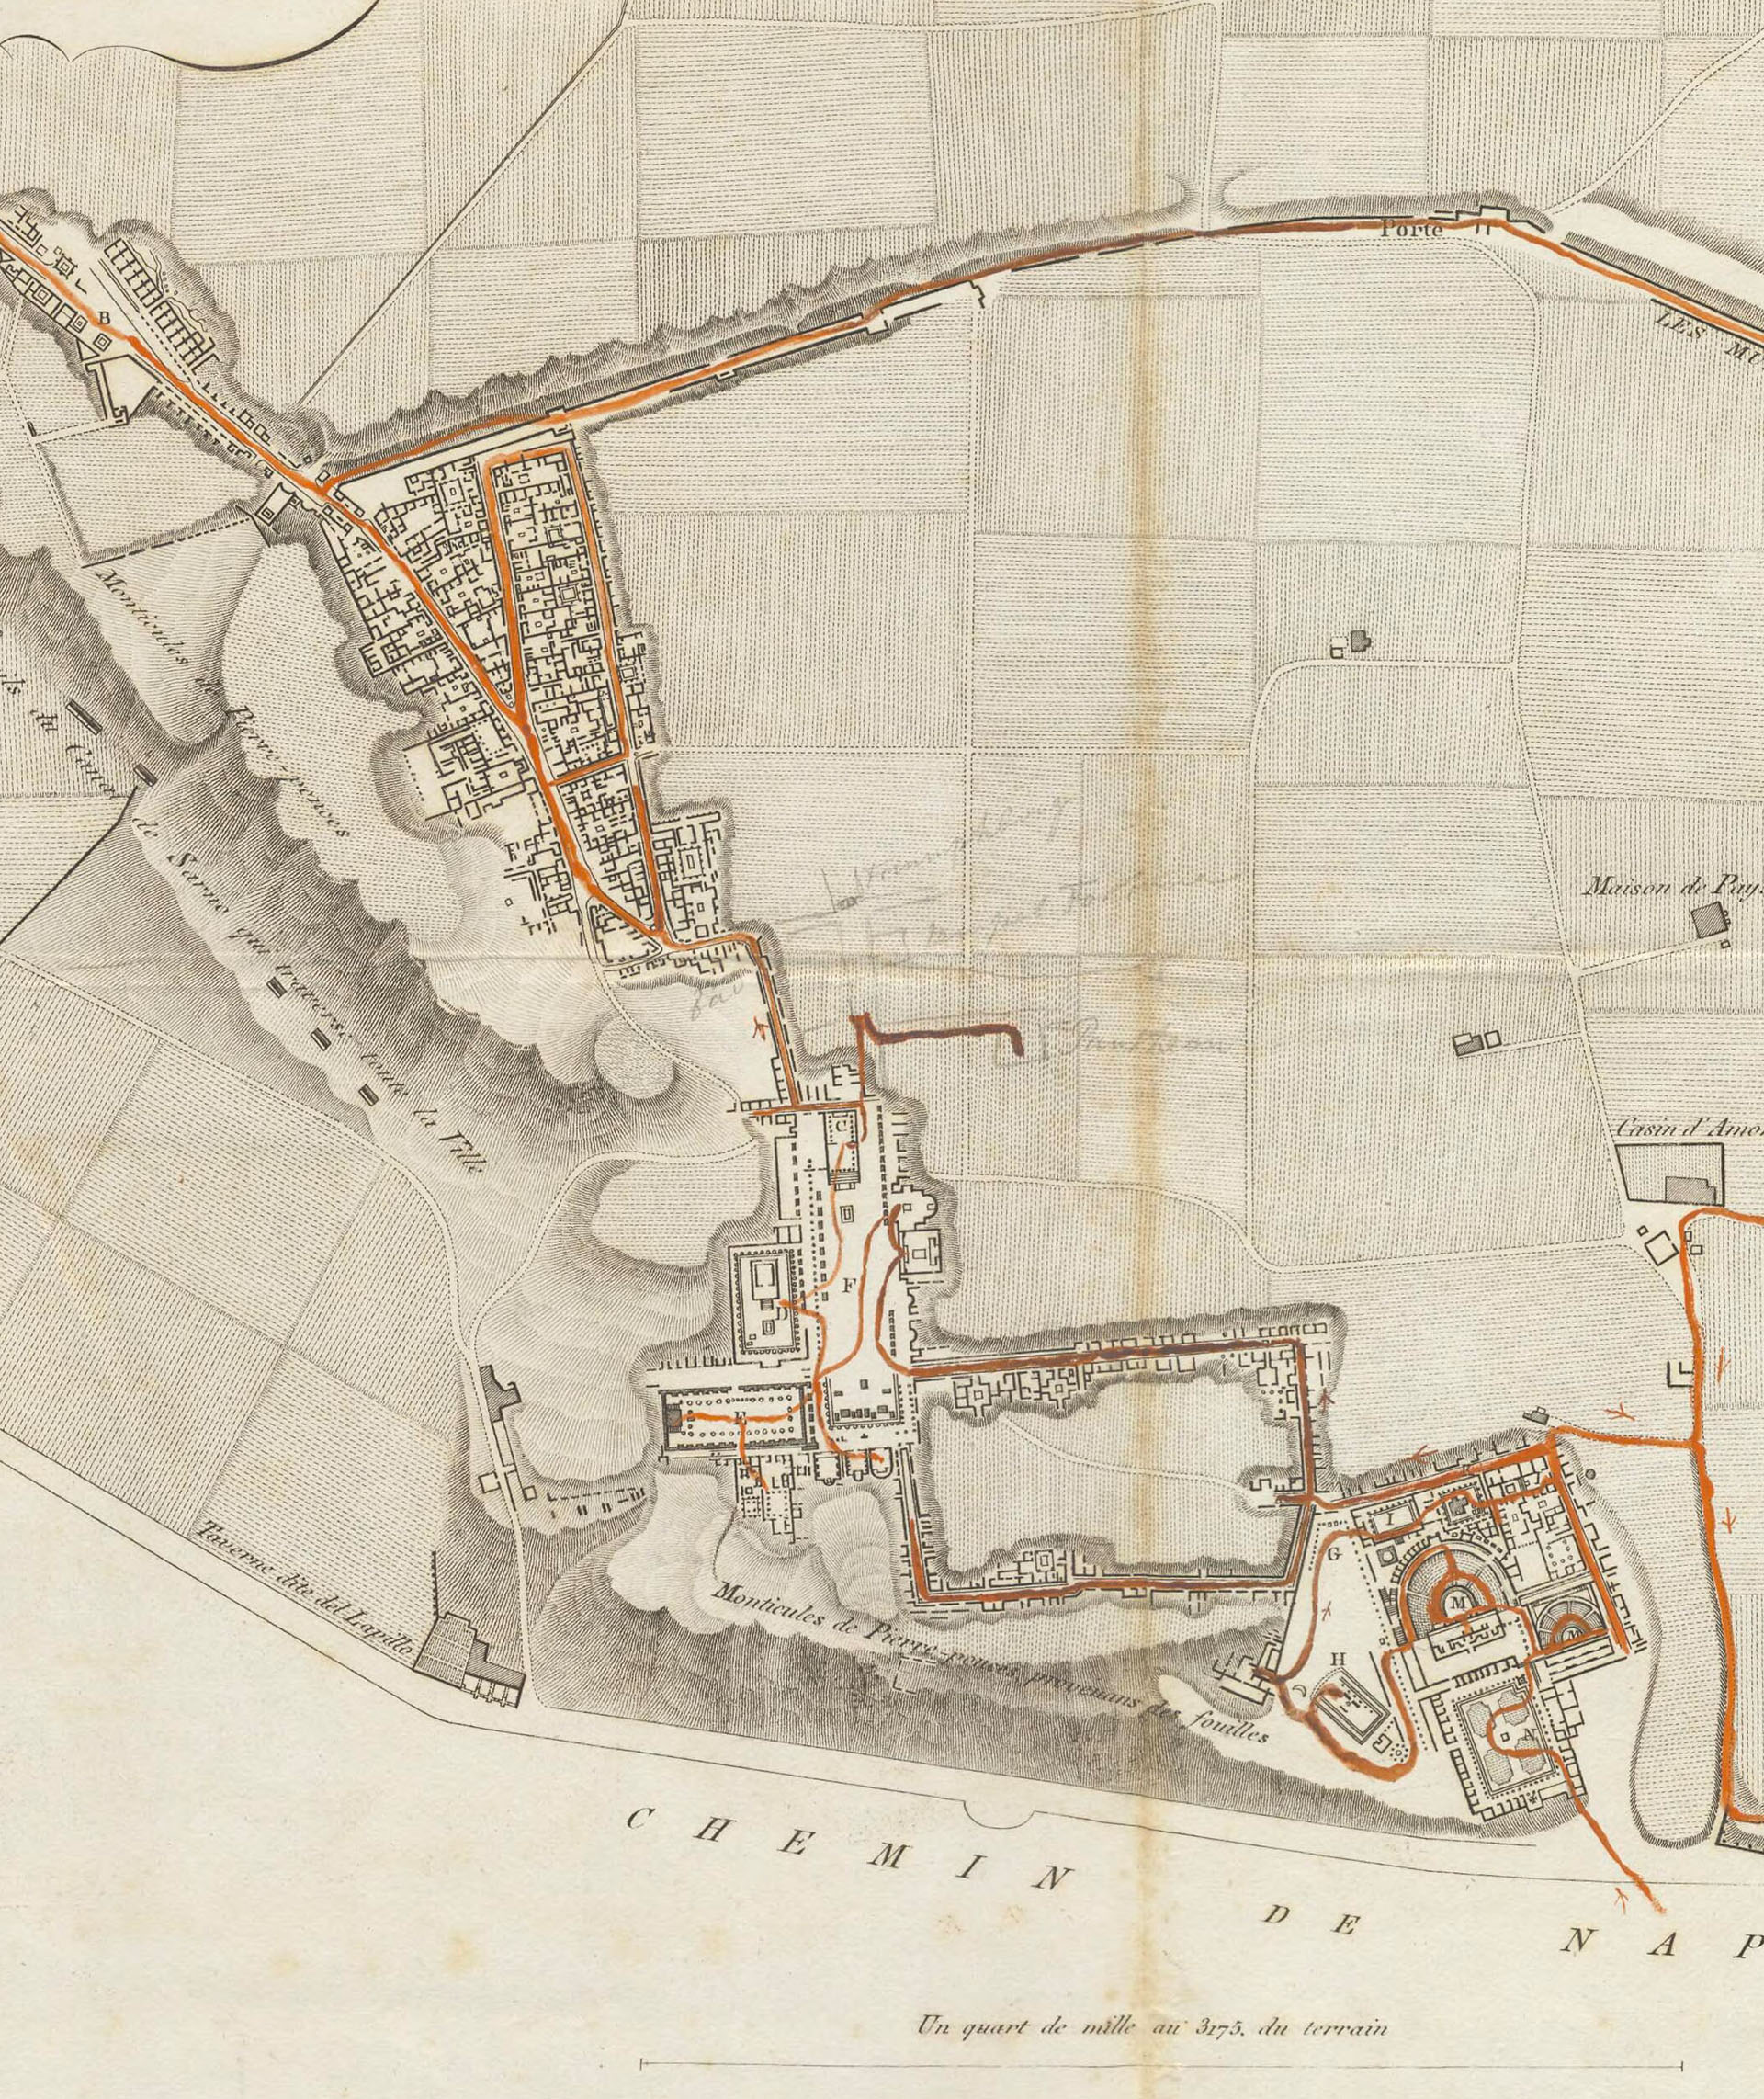 Porte
LES MU
B
Monticules de Pierre-ponces
ils du Canal de Sarno qui traverse toute la Ville
Maison de Pay
Pantheon
Casin d'Amo
C
F
E
Taverne dite del Lapillo
Monticules de Pierre-ponces provenans des fouilles
I
G
M
M
H
N
CHEMIN DE NAP
Un quart de mille au 3175. du terrain